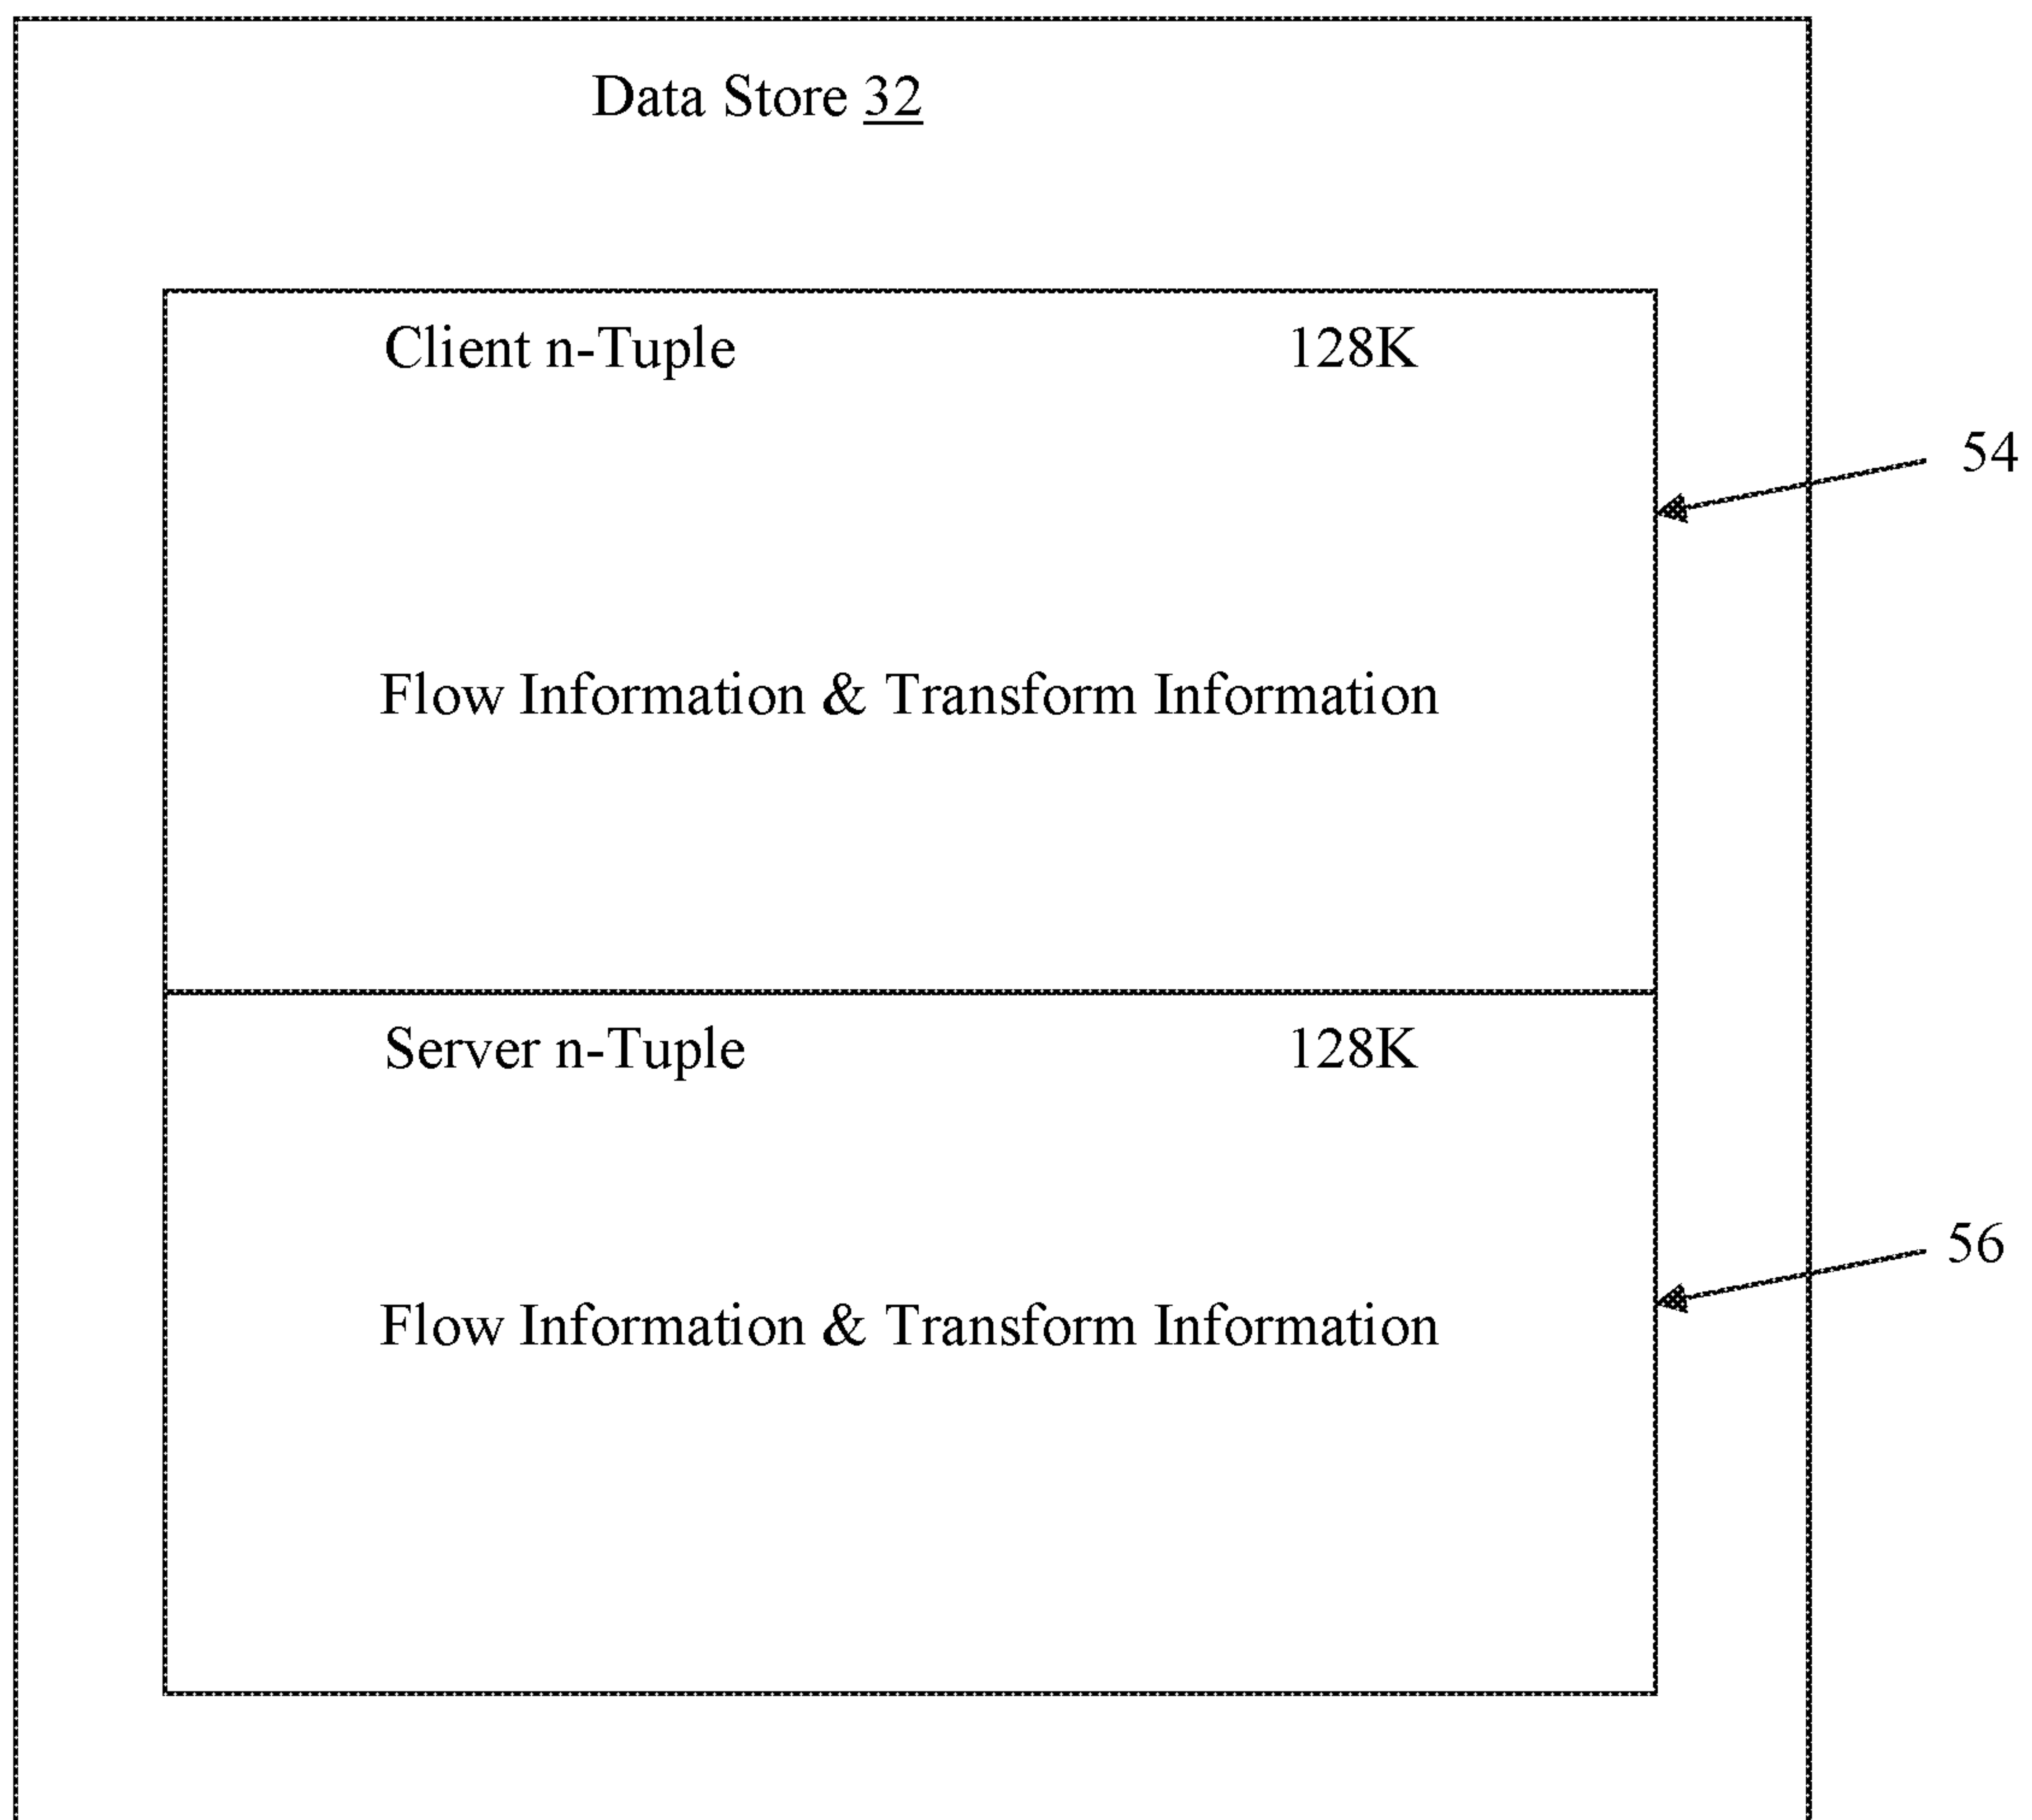 Data Store 32
Client n-Tuple 128K
54
Flow Information & Transform Information
Server n-Tuple 128K
56
Flow Information & Transform Information